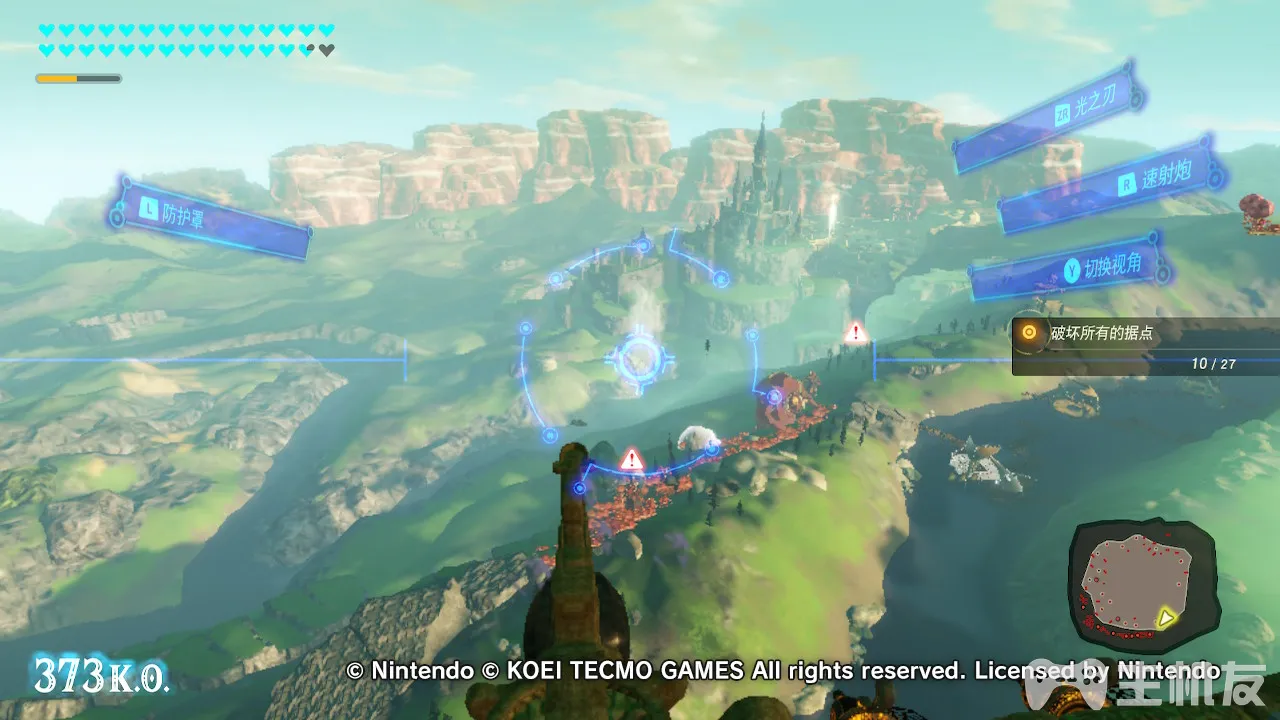 ZR 光之刃
R 速射炮
L 防护罩
Y 切换视角
破坏所有的据点
10 / 27
373 K.O.
© Nintendo © KOEI TECMO GAMES All rights reserved. Licensed by Nintendo
主机友